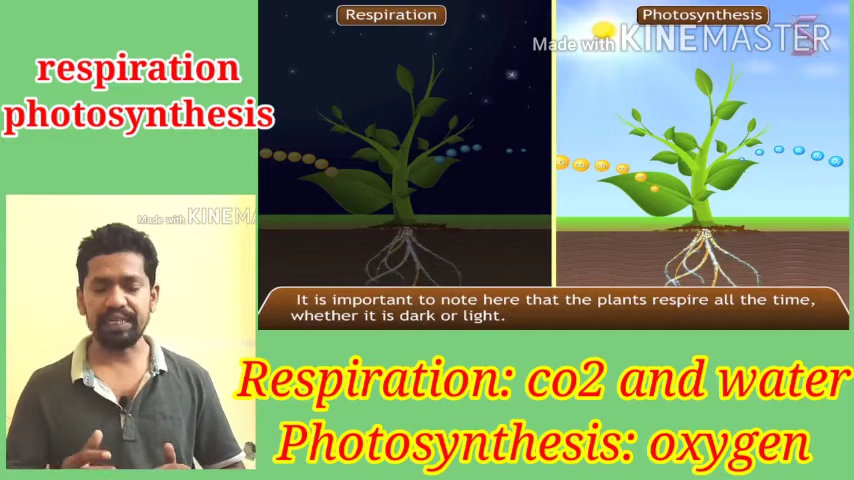 respiration
photosynthesis
Respiration
Photosynthesis
Made with KINEMASTER
Made with KINEMA
It is important to note here that the plants respire all the time,
whether it is dark or light.
Respiration: co2 and water
Photosynthesis: oxygen